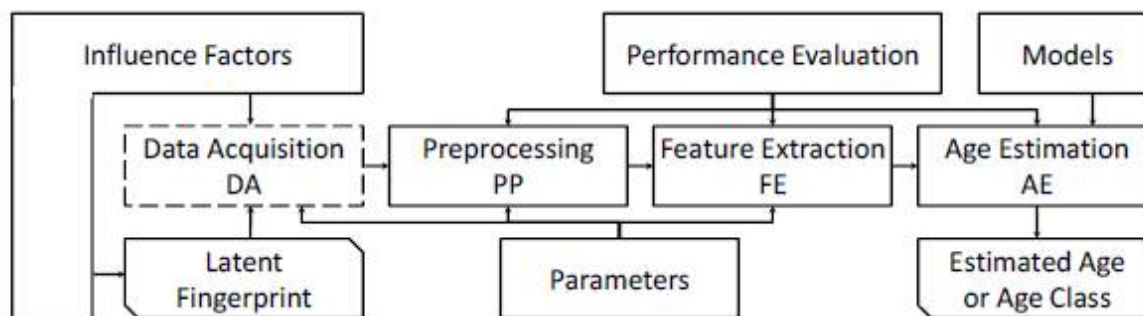 Influence Factors
Performance Evaluation
Models
Data Acquisition
DA
Preprocessing
PP
Feature Extraction
FE
Age Estimation
AE
Latent
Fingerprint
Parameters
Estimated Age
or Age Class